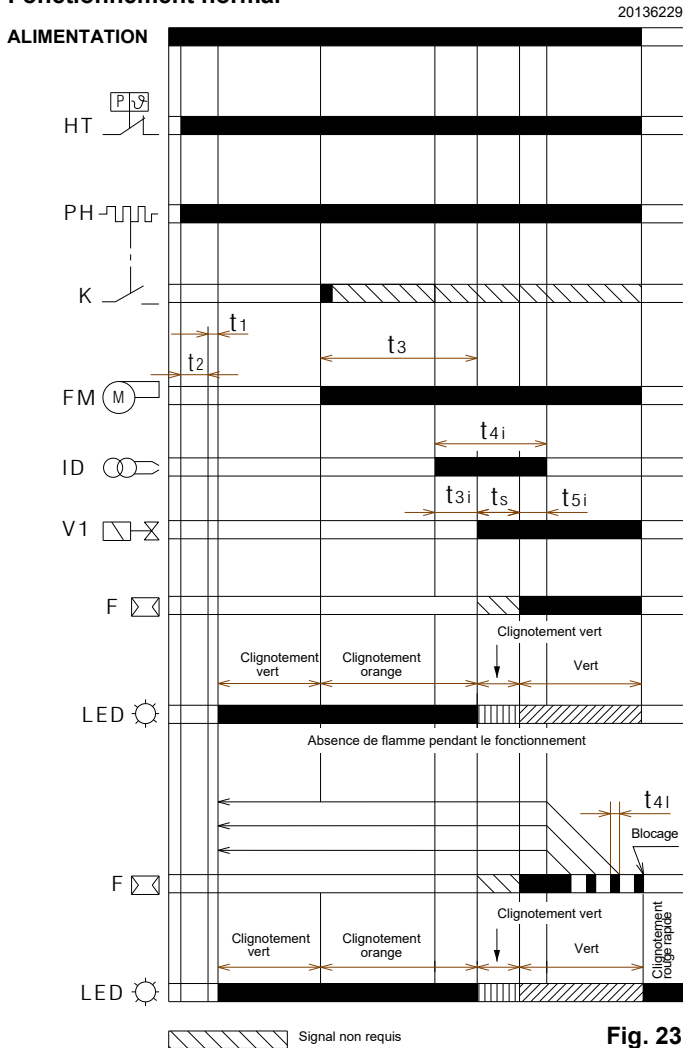 Fonctionnement normal
20136229
ALIMENTATION
P ϑ
HT
PH
K
t1
t2
t3
FM M
t4i
ID
t3i ts t5i
V1
F
Clignotement vert
Clignotement
vert
Clignotement
orange
Vert
LED
Absence de flamme pendant le fonctionnement
t4l
Blocage
F
Clignotement vert
Clignotement
vert
Clignotement
orange
Vert
Clignotement
rouge rapide
LED
Signal non requis
Fig. 23